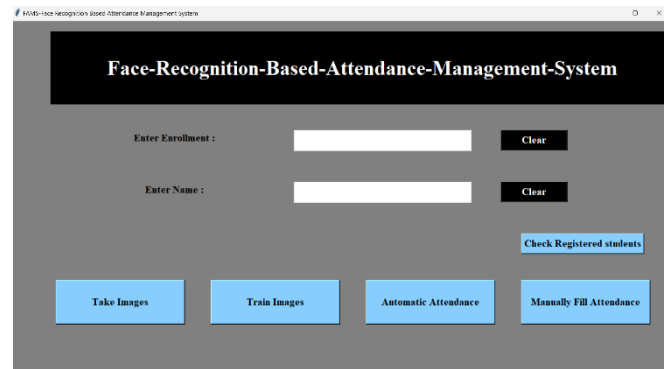 FAMS-Face Recognition Based Attendance Management System
Face-Recognition-Based-Attendance-Management-System
Enter Enrollment :
Clear
Enter Name :
Clear
Check Registered students
Take Images
Train Images
Automatic Attendance
Manually Fill Attendance